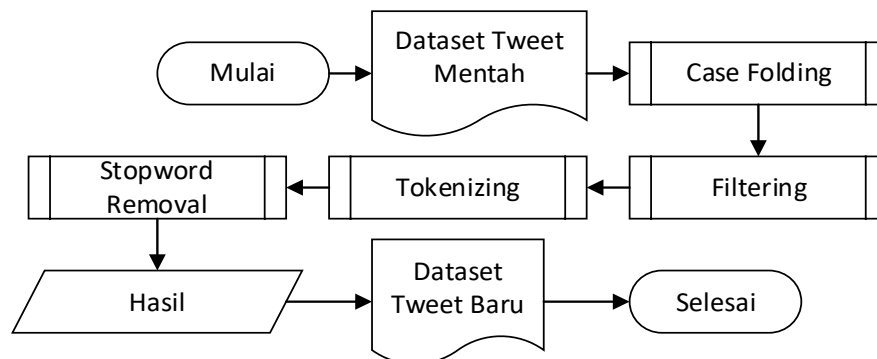 Mulai
Dataset Tweet
Mentah
Case Folding
Filtering
Tokenizing
Stopword
Removal
Hasil
Dataset
Tweet Baru
Selesai